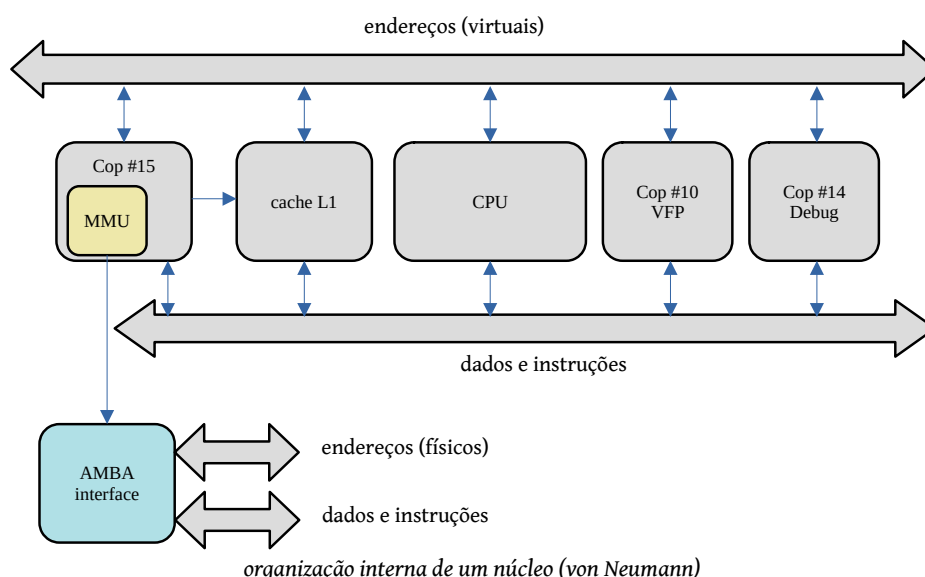 endereços (virtuais)
Cop #15
MMU
cache L1
CPU
Cop #10
VFP
Cop #14
Debug
dados e instruções
AMBA
interface
endereços (físicos)
dados e instruções
organização interna de um núcleo (von Neumann)